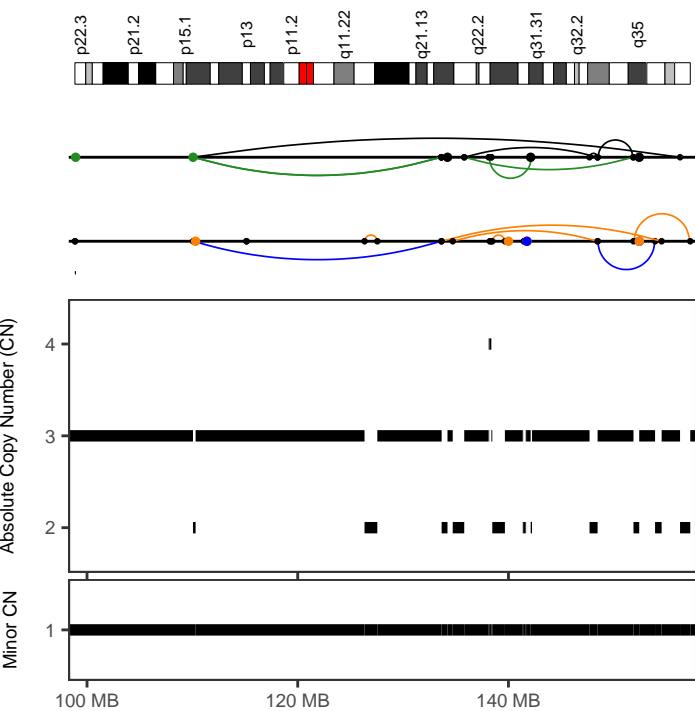 p22.3
p21.2
p15.1
p13
p11.2
q11.22
q21.13
q22.2
q31.31
q32.2
q35
Absolute Copy Number (CN)
4
3
2
Minor CN
1
100 MB
120 MB
140 MB